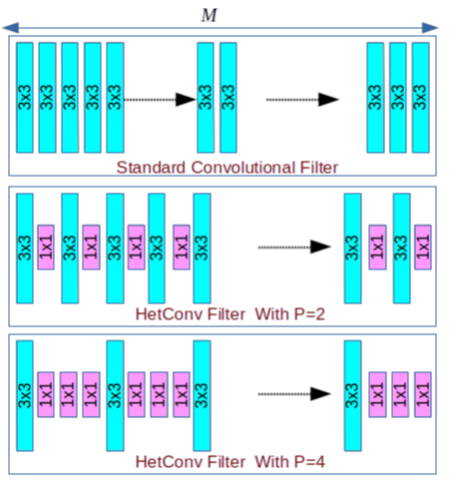 M
3x3 3x3 3x3 3x3 3x3 3x3 3x3 3x3 3x3 3x3
Standard Convolutional Filter
3x3 1x1 3x3 1x1 3x3 1x1 3x3 1x1 3x3 3x3 1x1 3x3 1x1
HetConv Filter With P=2
3x3 1x1 1x1 1x1 3x3 1x1 1x1 1x1 3x3 3x3 1x1 1x1 1x1
HetConv Filter With P=4